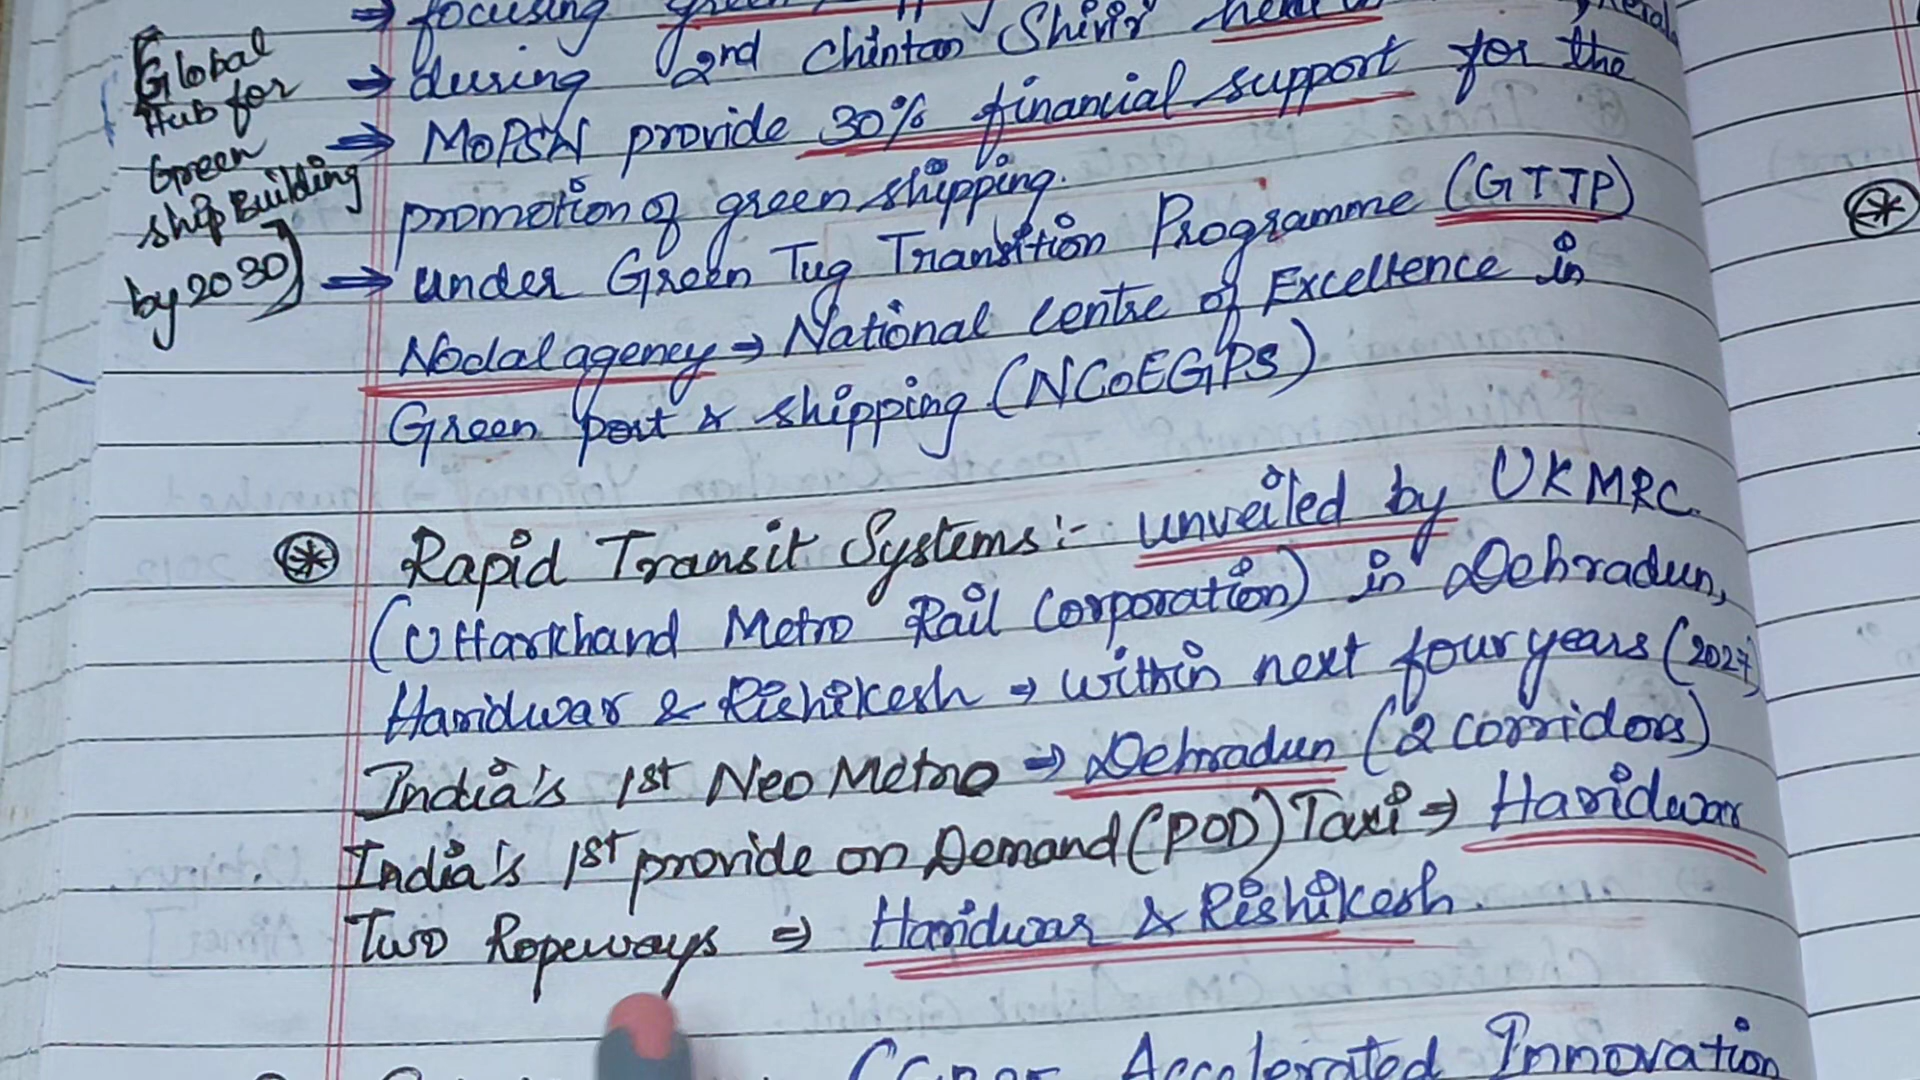 ⇒ focusing green
⇒ during 2nd Chintan Shivir held
[Global
Hub for
Green
ship Building
by 2030]
⇒ MoPSW provide 30% financial support for the
promotion of green shipping.
⇒ under Green Tug Transition Programme (GTTP)
Nodal agency → National centre of Excellence in
Green port & shipping (NCoEGPS)
Rapid Transit Systems:- unveiled by UKMRC
(Uttarkhand Metro Rail Corporation) in Dehradun,
Haridwar & Rishikesh → within next four years (2027)
India's 1st Neo Metro → Dehradun (2 corridors)
India's 1st provide on Demand (POD) Taxi → Haridwar
Two Ropeways ⇒ Haridwar & Rishikesh.
Accelerated Innovation